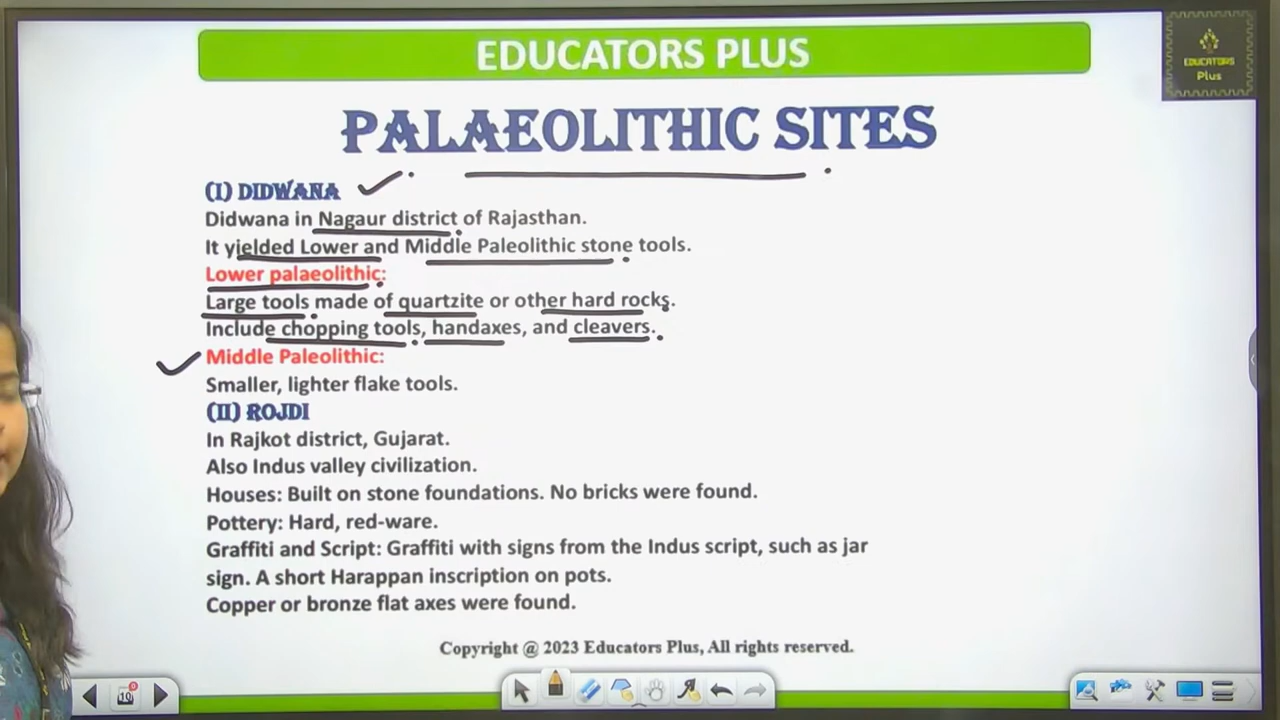 EDUCATORS PLUS
EDUCATORS
Plus
PALAEOLITHIC SITES
(I) DIDWANA
Didwana in Nagaur district of Rajasthan.
It yielded Lower and Middle Paleolithic stone tools.
Lower palaeolithic:
Large tools made of quartzite or other hard rocks.
Include chopping tools, handaxes, and cleavers.
Middle Paleolithic:
Smaller, lighter flake tools.
(II) ROJDI
In Rajkot district, Gujarat.
Also Indus valley civilization.
Houses: Built on stone foundations. No bricks were found.
Pottery: Hard, red-ware.
Graffiti and Script: Graffiti with signs from the Indus script, such as jar
sign. A short Harappan inscription on pots.
Copper or bronze flat axes were found.
Copyright @ 2023 Educators Plus, All rights reserved.
10